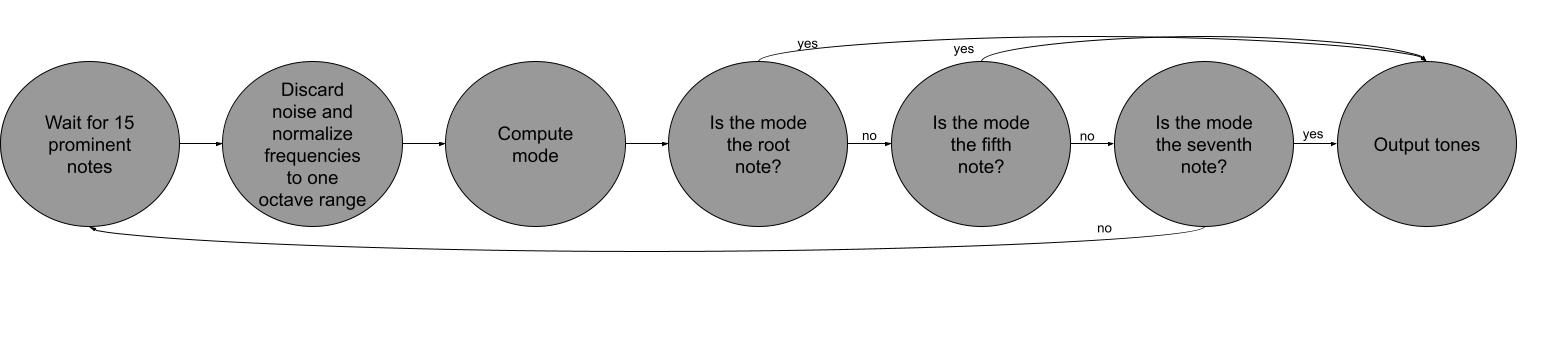 yes
yes
Wait for 15
prominent
notes
Discard
noise and
normalize
frequencies
to one
octave range
Compute
mode
Is the mode
the root
note?
no
Is the mode
the fifth
note?
no
Is the mode
the seventh
note?
yes
Output tones
no